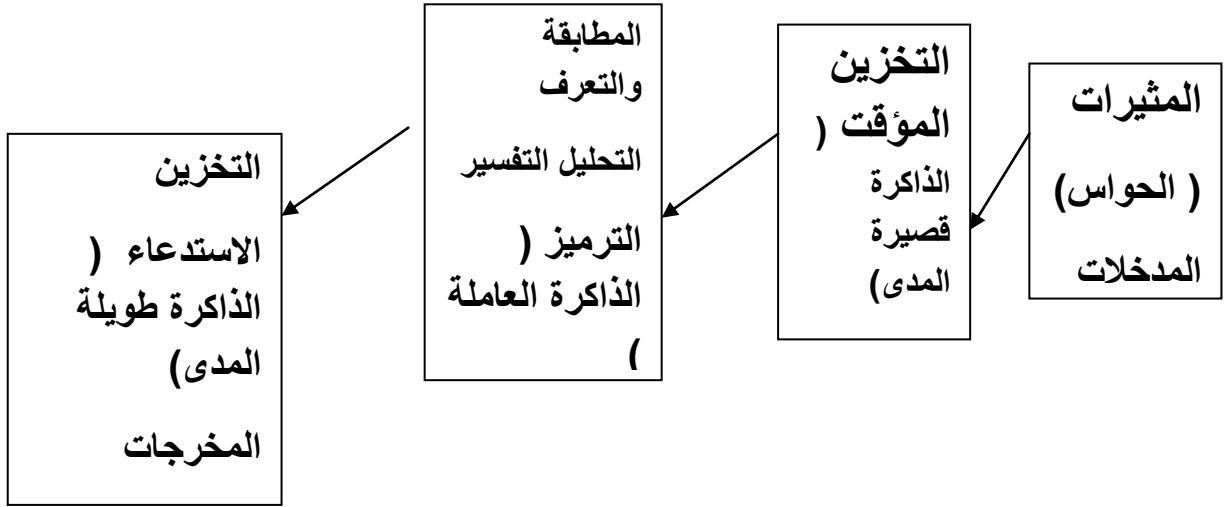 المثيرات
( الحواس)
المدخلات
التخزين
المؤقت (
الذاكرة
قصيرة
المدى)
المطابقة
والتعرف
التحليل التفسير
الترميز (
الذاكرة العاملة
)
التخزين
الاستدعاء (
الذاكرة طويلة
المدى)
المخرجات